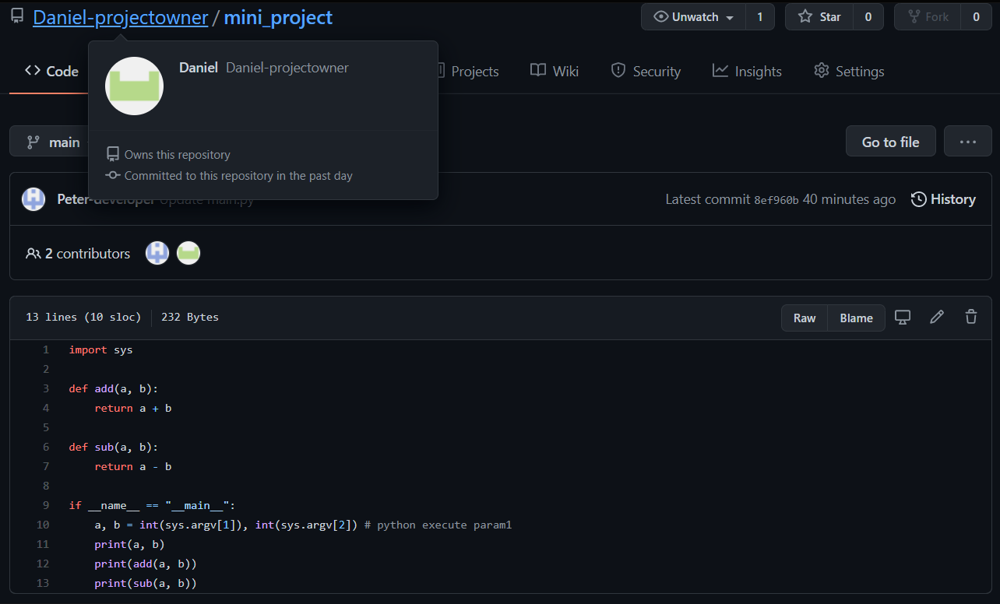 Daniel-projectowner / mini_project
Unwatch 1 Star 0 Fork 0
Code Projects Wiki Security Insights Settings
Daniel Daniel-projectowner
Owns this repository
Committed to this repository in the past day
main Go to file ...
Peter-developer Update main.py Latest commit 8ef960b 40 minutes ago History
2 contributors
13 lines (10 sloc) 232 Bytes Raw Blame
1 import sys
2
3 def add(a, b):
4     return a + b
5
6 def sub(a, b):
7     return a - b
8
9 if __name__ == "__main__":
10     a, b = int(sys.argv[1]), int(sys.argv[2]) # python execute param1
11     print(a, b)
12     print(add(a, b))
13     print(sub(a, b))